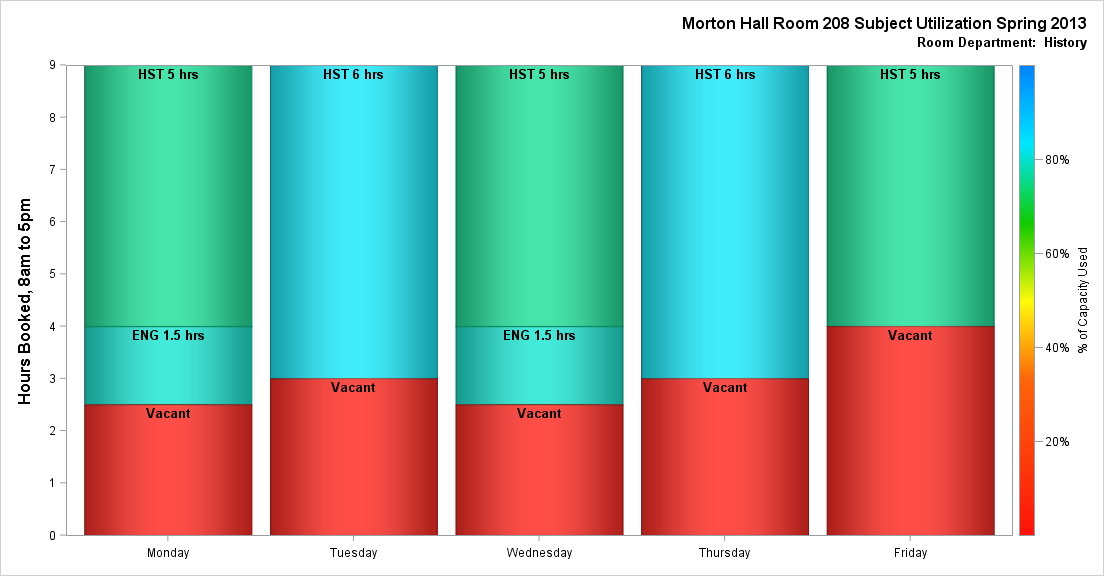 Morton Hall Room 208 Subject Utilization Spring 2013
Room Department: History
Hours Booked, 8am to 5pm
9
8
7
6
5
4
3
2
1
0
HST 5 hrs
ENG 1.5 hrs
Vacant
HST 6 hrs
Vacant
HST 5 hrs
ENG 1.5 hrs
Vacant
HST 6 hrs
Vacant
HST 5 hrs
Vacant
Monday
Tuesday
Wednesday
Thursday
Friday
80%
60%
40%
20%
% of Capacity Used